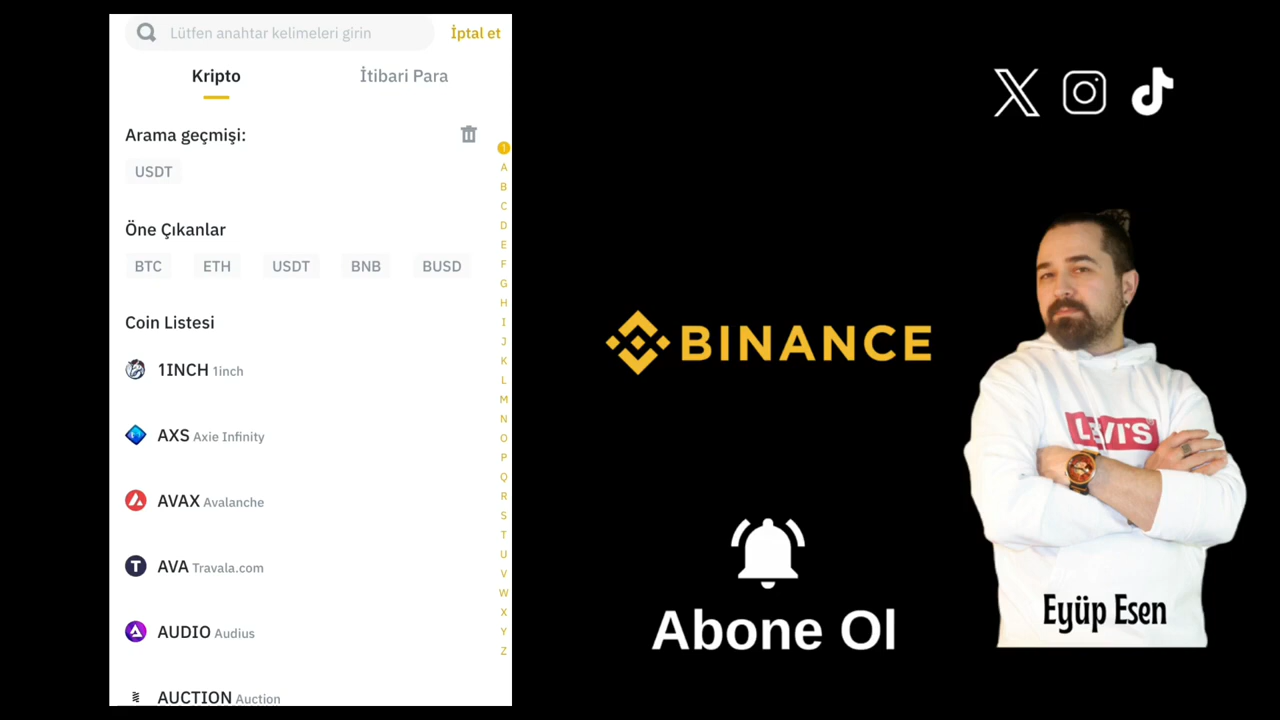 Lütfen anahtar kelimeleri girin
İptal et
Kripto
İtibari Para
Arama geçmişi:
USDT
Öne Çıkanlar
BTC ETH USDT BNB BUSD
Coin Listesi
1INCH 1inch
AXS Axie Infinity
AVAX Avalanche
AVA Travala.com
AUDIO Audius
AUCTION Auction
1
A
B
C
D
E
F
G
H
I
J
K
L
M
N
O
P
Q
R
S
T
U
V
W
X
Y
Z
BINANCE
Abone Ol
LEVI'S
Eyüp Esen